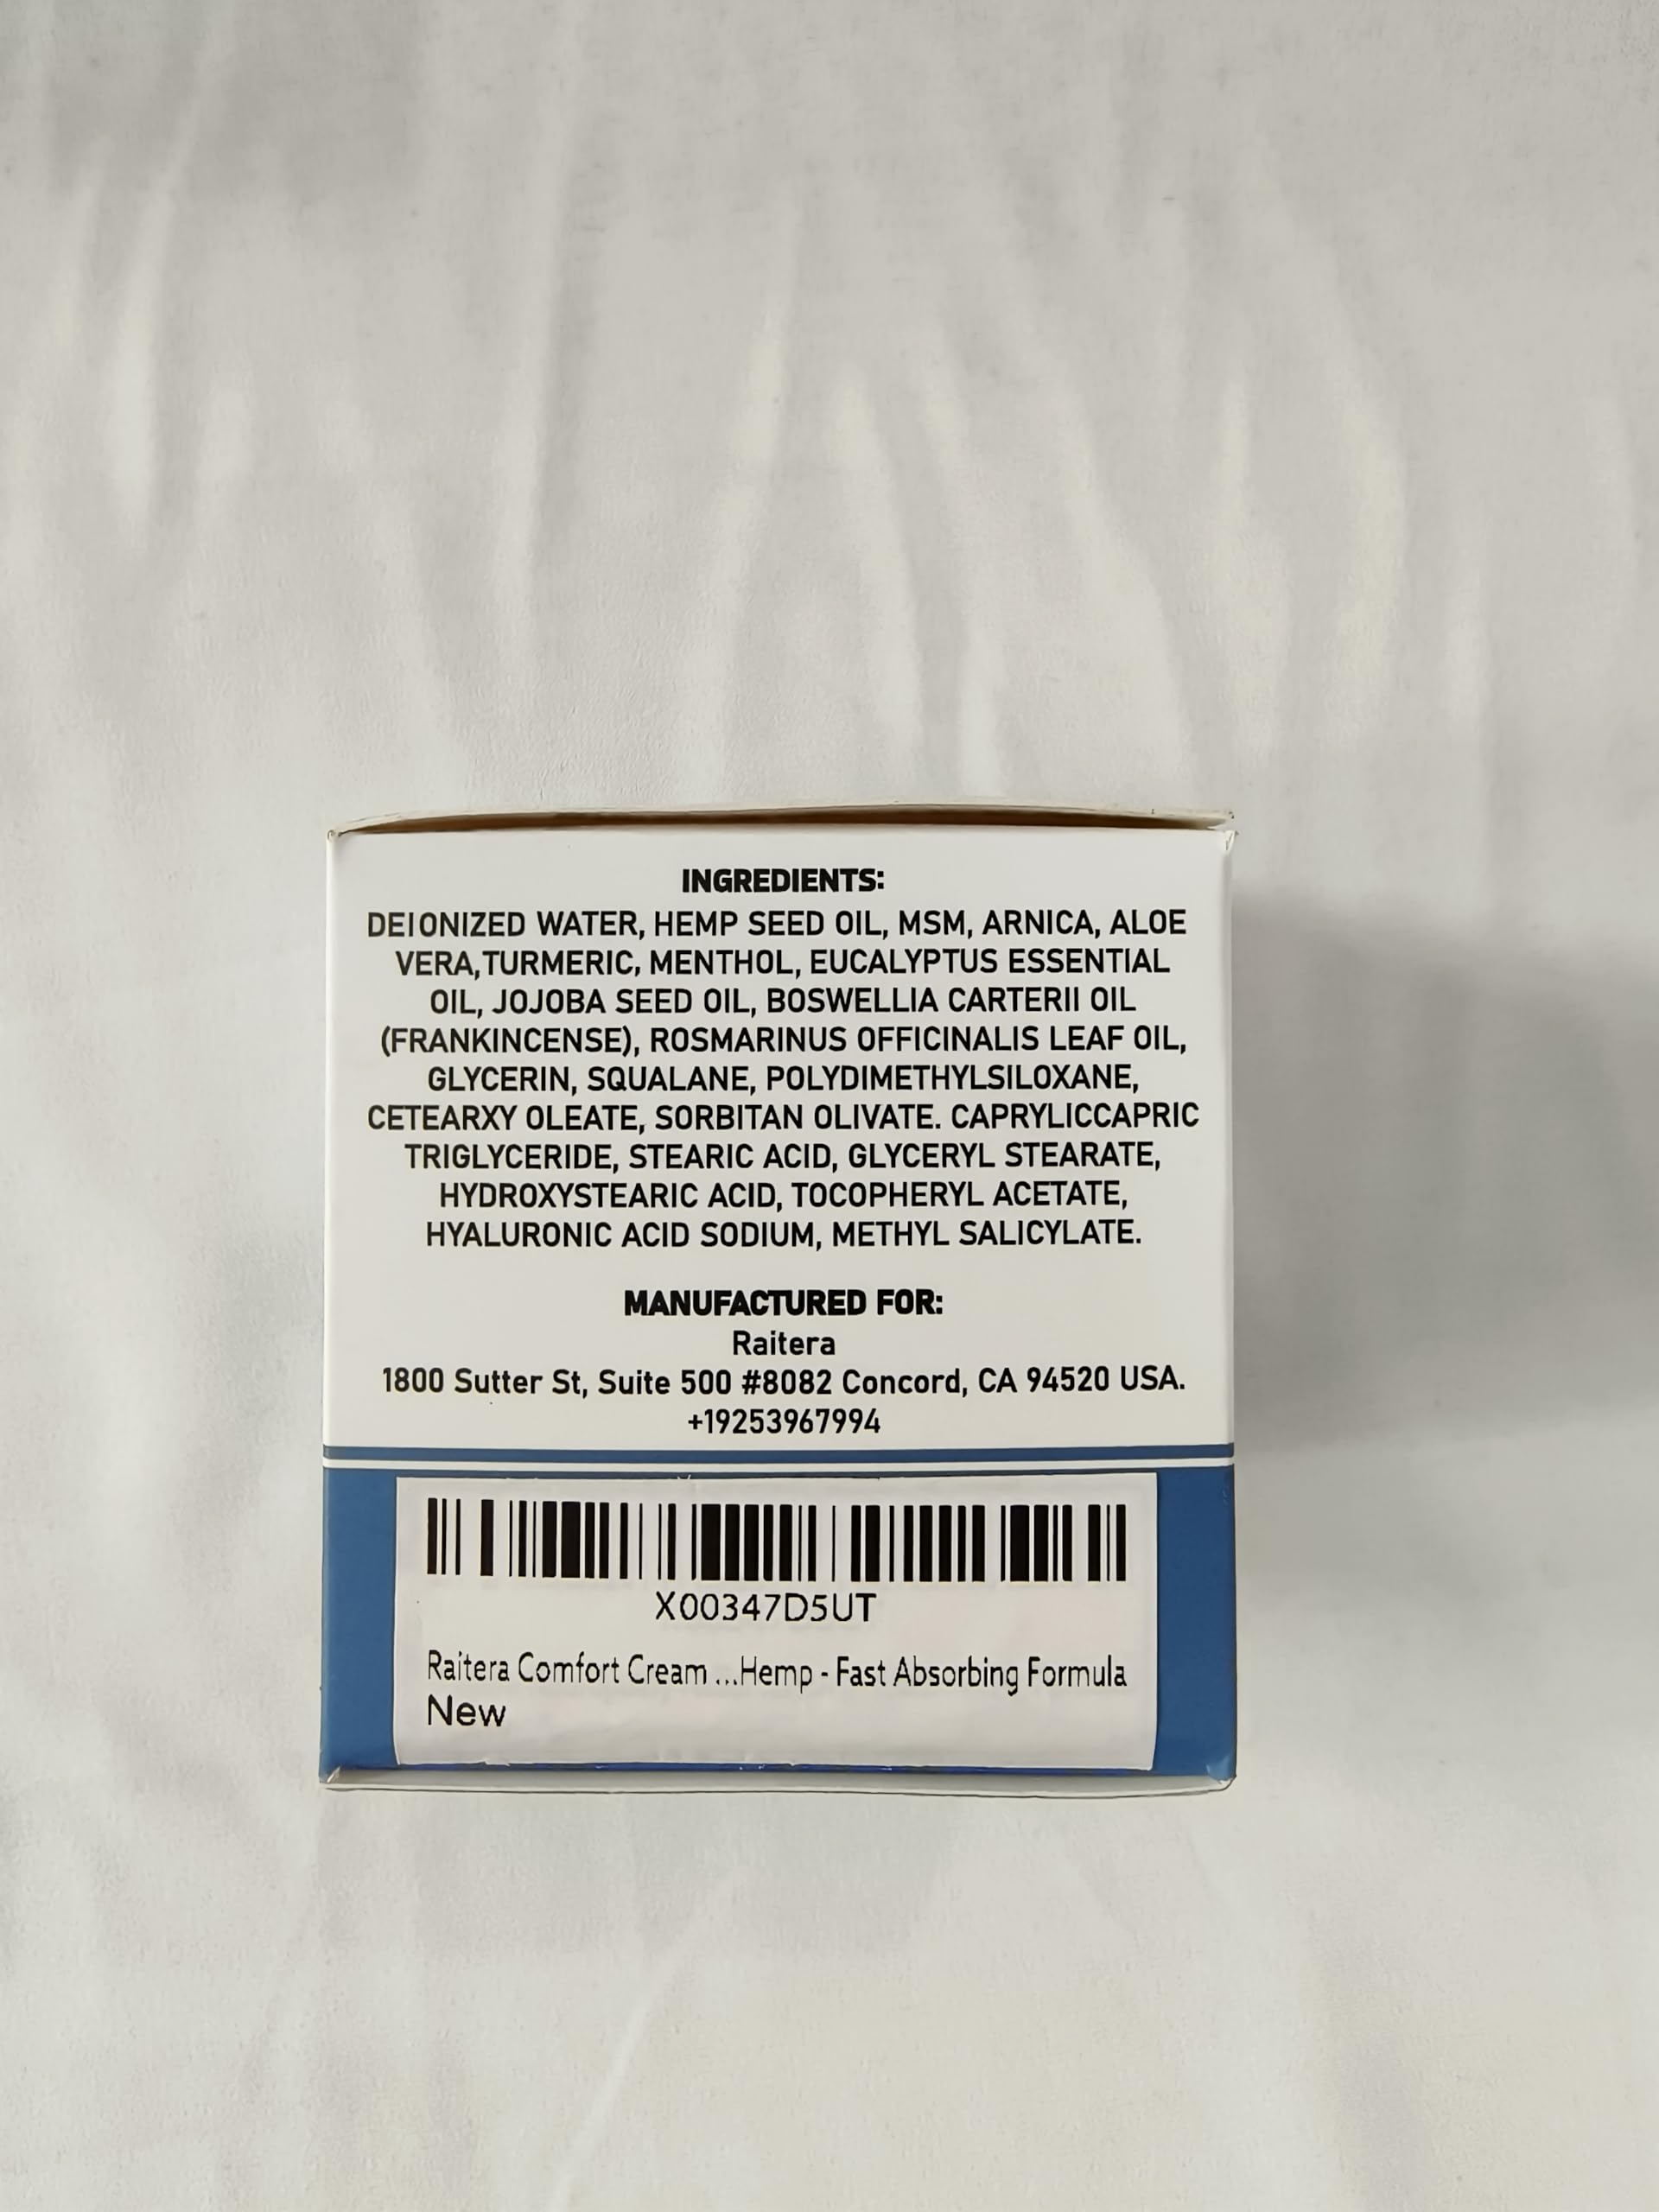 INGREDIENTS:
DEIONIZED WATER, HEMP SEED OIL, MSM, ARNICA, ALOE
VERA,TURMERIC, MENTHOL, EUCALYPTUS ESSENTIAL
OIL, JOJOBA SEED OIL, BOSWELLIA CARTERII OIL
(FRANKINCENSE), ROSMARINUS OFFICINALIS LEAF OIL,
GLYCERIN, SQUALANE, POLYDIMETHYLSILOXANE,
CETEARXY OLEATE, SORBITAN OLIVATE. CAPRYLICCAPRIC
TRIGLYCERIDE, STEARIC ACID, GLYCERYL STEARATE,
HYDROXYSTEARIC ACID, TOCOPHERYL ACETATE,
HYALURONIC ACID SODIUM, METHYL SALICYLATE.
MANUFACTURED FOR:
Raitera
1800 Sutter St, Suite 500 #8082 Concord, CA 94520 USA.
+19253967994
X00347D5UT
Raitera Comfort Cream ...Hemp - Fast Absorbing Formula
New